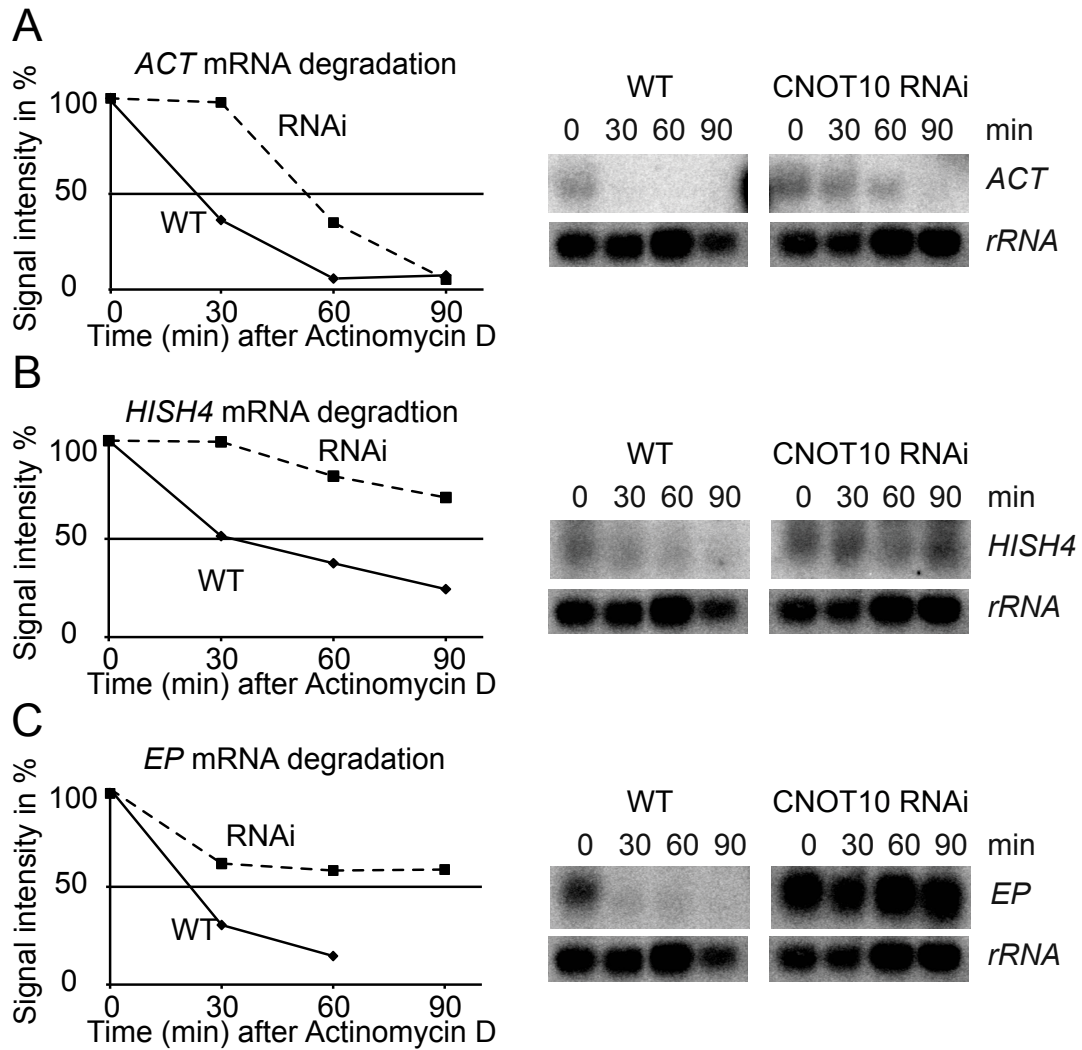 A
ACT mRNA degradation
Signal intensity in %
100
50
0
RNAi
WT
0 30 60 90
Time (min) after Actinomycin D
WT CNOT10 RNAi
0 30 60 90 0 30 60 90 min
ACT
rRNA
B
HISH4 mRNA degradtion
Signal intensity %
100
50
0
RNAi
WT
0 30 60 90
Time (min) after Actinomycin D
WT CNOT10 RNAi
0 30 60 90 0 30 60 90 min
HISH4
rRNA
C
EP mRNA degradation
Signal intensity in %
100
50
0
RNAi
WT
0 30 60 90
Time (min) after Actinomycin D
WT CNOT10 RNAi
0 30 60 90 0 30 60 90 min
EP
rRNA